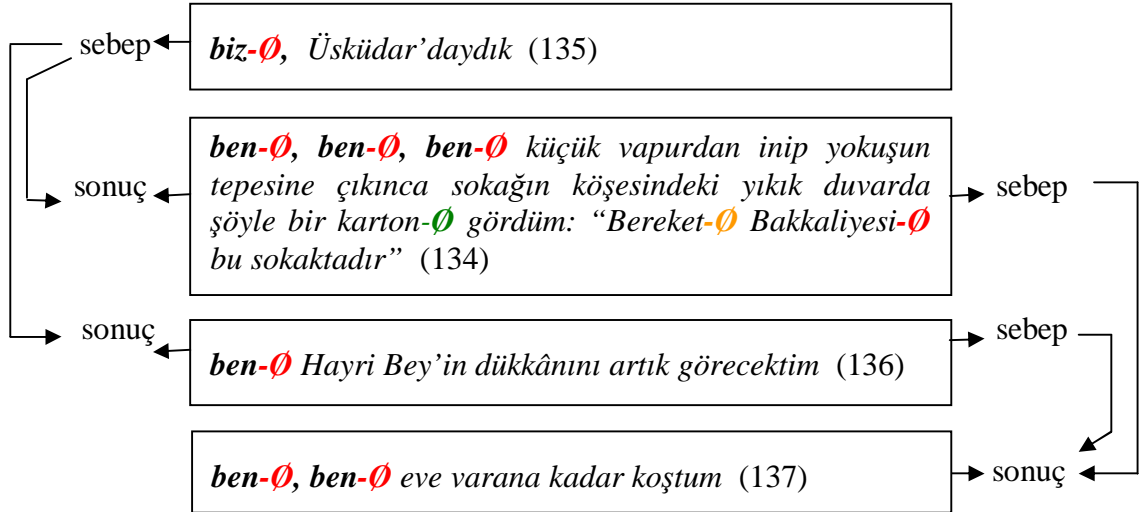 sebep
biz-Ø, Üsküdar’daydık (135)
ben-Ø, ben-Ø, ben-Ø küçük vapurdan inip yokuşun
tepesine çıkınca sokağın köşesindeki yıkık duvarda
şöyle bir karton-Ø gördüm: “Bereket-Ø Bakkaliyesi-Ø
bu sokaktadır” (134)
sonuç
sebep
sonuç
sebep
ben-Ø Hayri Bey’in dükkânını artık görecektim (136)
ben-Ø, ben-Ø eve varana kadar koştum (137)
sonuç